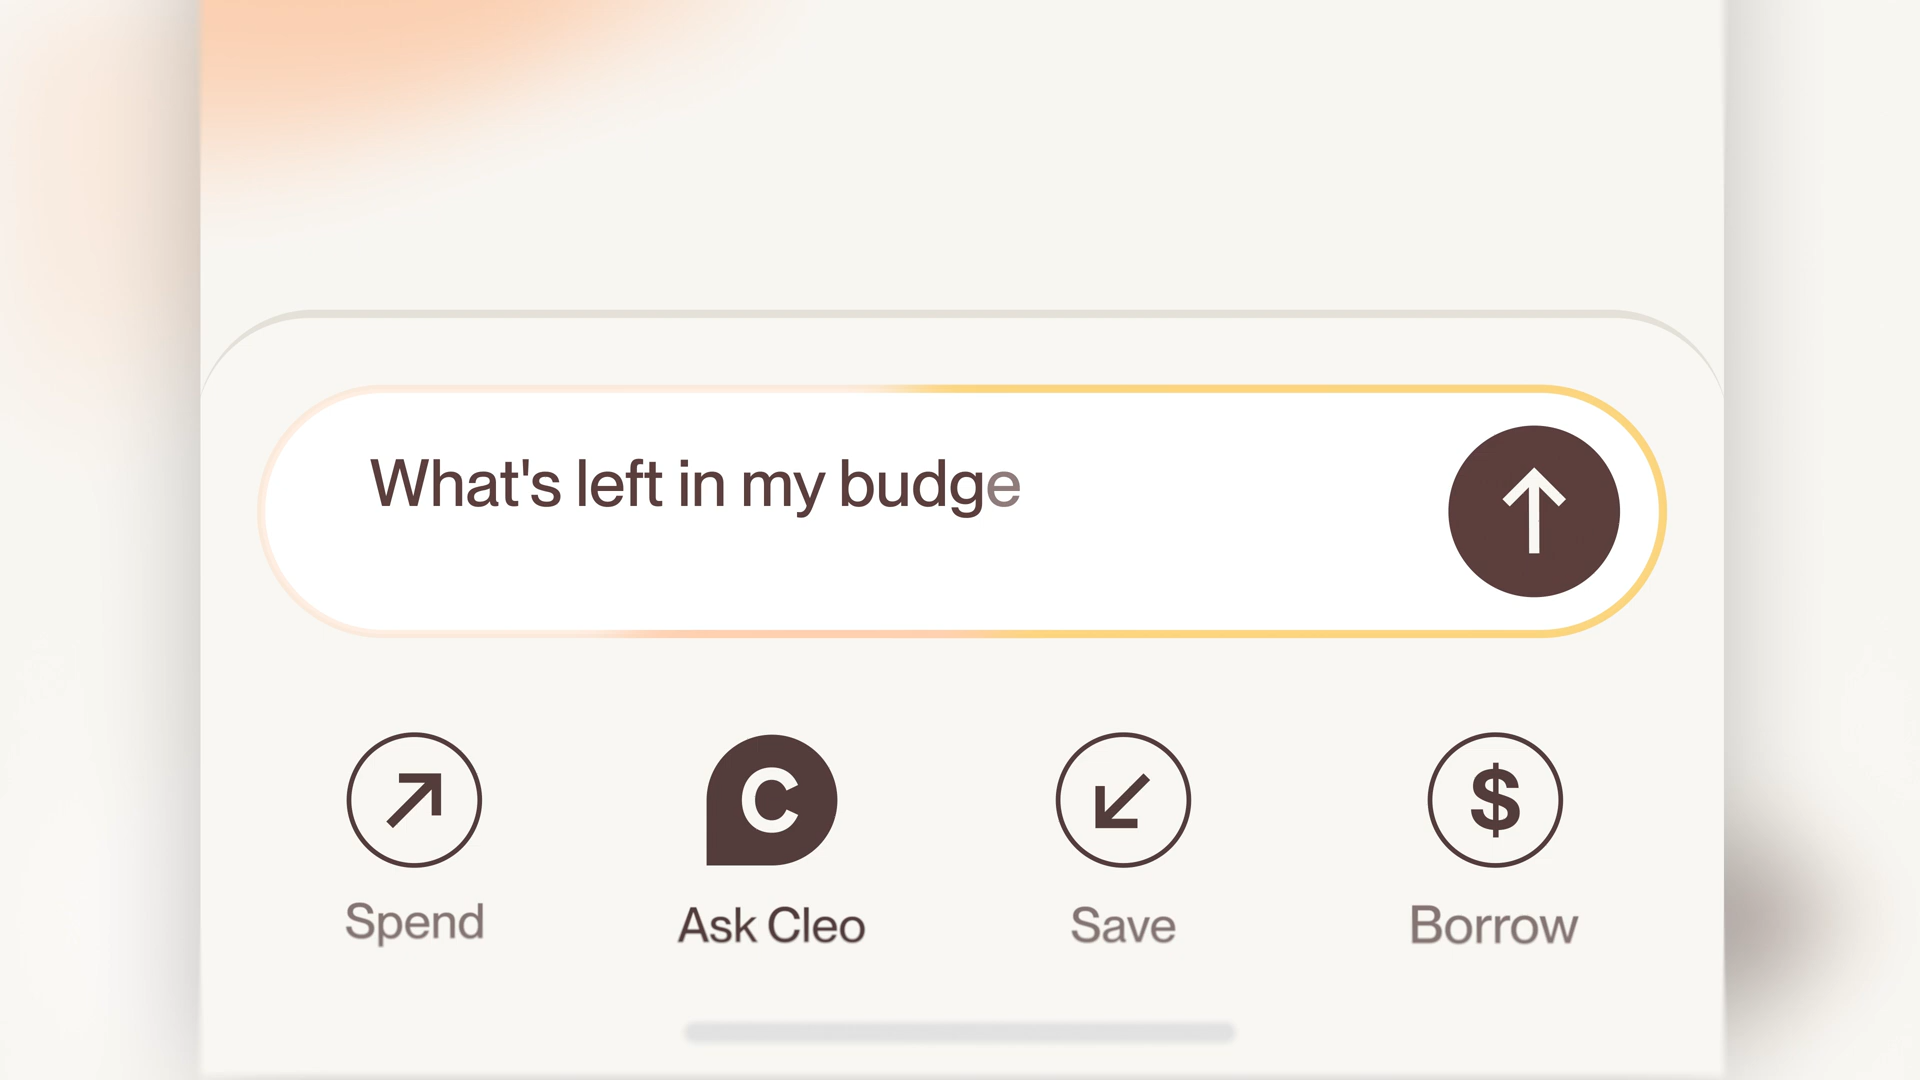 What's left in my budge
C
$
Spend
Ask Cleo
Save
Borrow